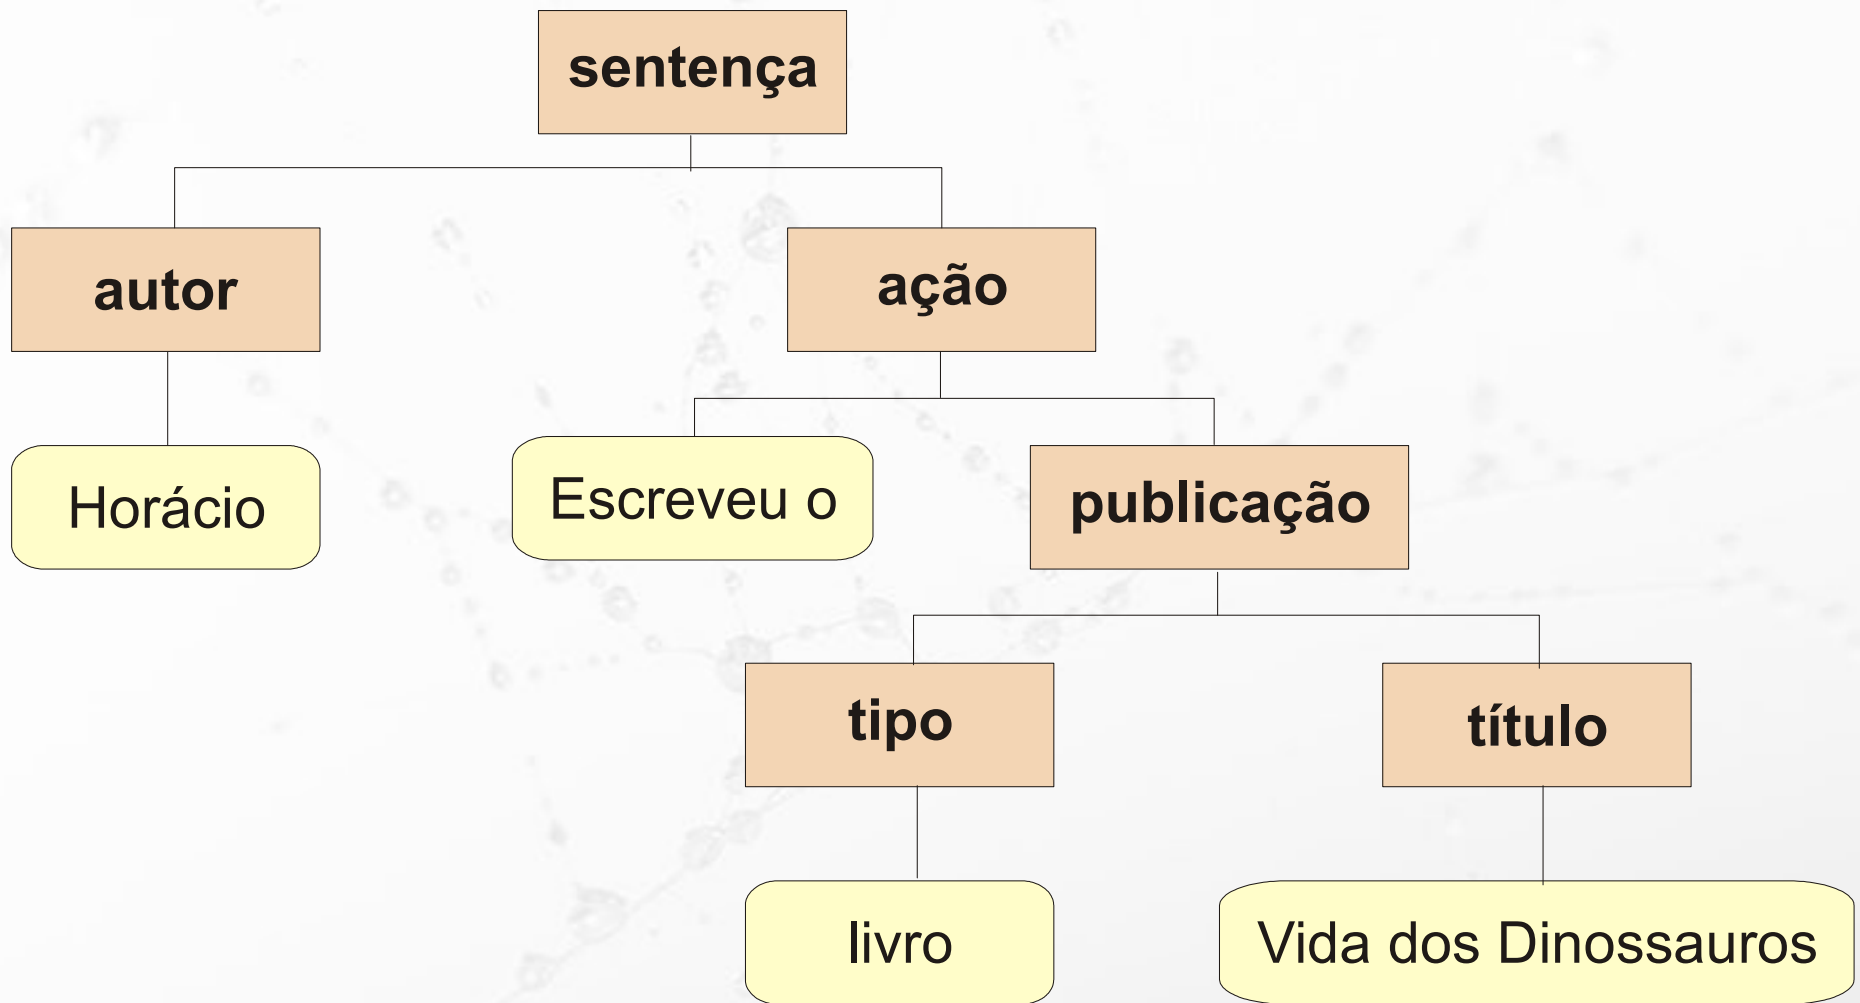 sentença
autor
ação
Horácio
Escreveu o
publicação
tipo
título
livro
Vida dos Dinossauros